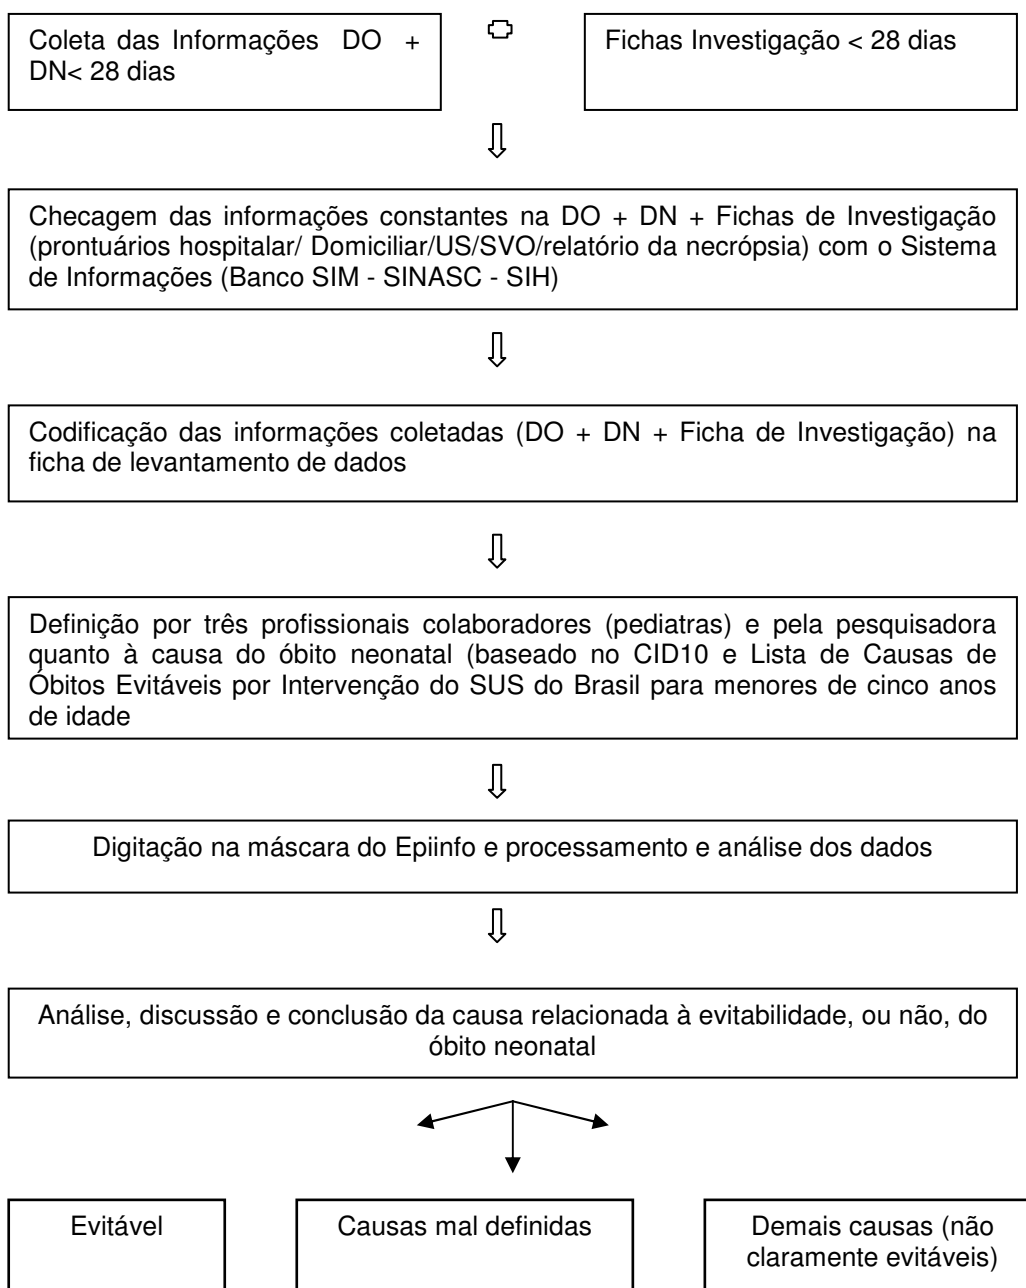 Coleta das Informações DO +
DN< 28 dias
Fichas Investigação < 28 dias
Checagem das informações constantes na DO + DN + Fichas de Investigação
(prontuários hospitalar/ Domiciliar/US/SVO/relatório da necrópsia) com o Sistema
de Informações (Banco SIM - SINASC - SIH)
Codificação das informações coletadas (DO + DN + Ficha de Investigação) na
ficha de levantamento de dados
Definição por três profissionais colaboradores (pediatras) e pela pesquisadora
quanto à causa do óbito neonatal (baseado no CID10 e Lista de Causas de
Óbitos Evitáveis por Intervenção do SUS do Brasil para menores de cinco anos
de idade
Digitação na máscara do Epiinfo e processamento e análise dos dados
Análise, discussão e conclusão da causa relacionada à evitabilidade, ou não, do
óbito neonatal
Evitável
Causas mal definidas
Demais causas (não
claramente evitáveis)